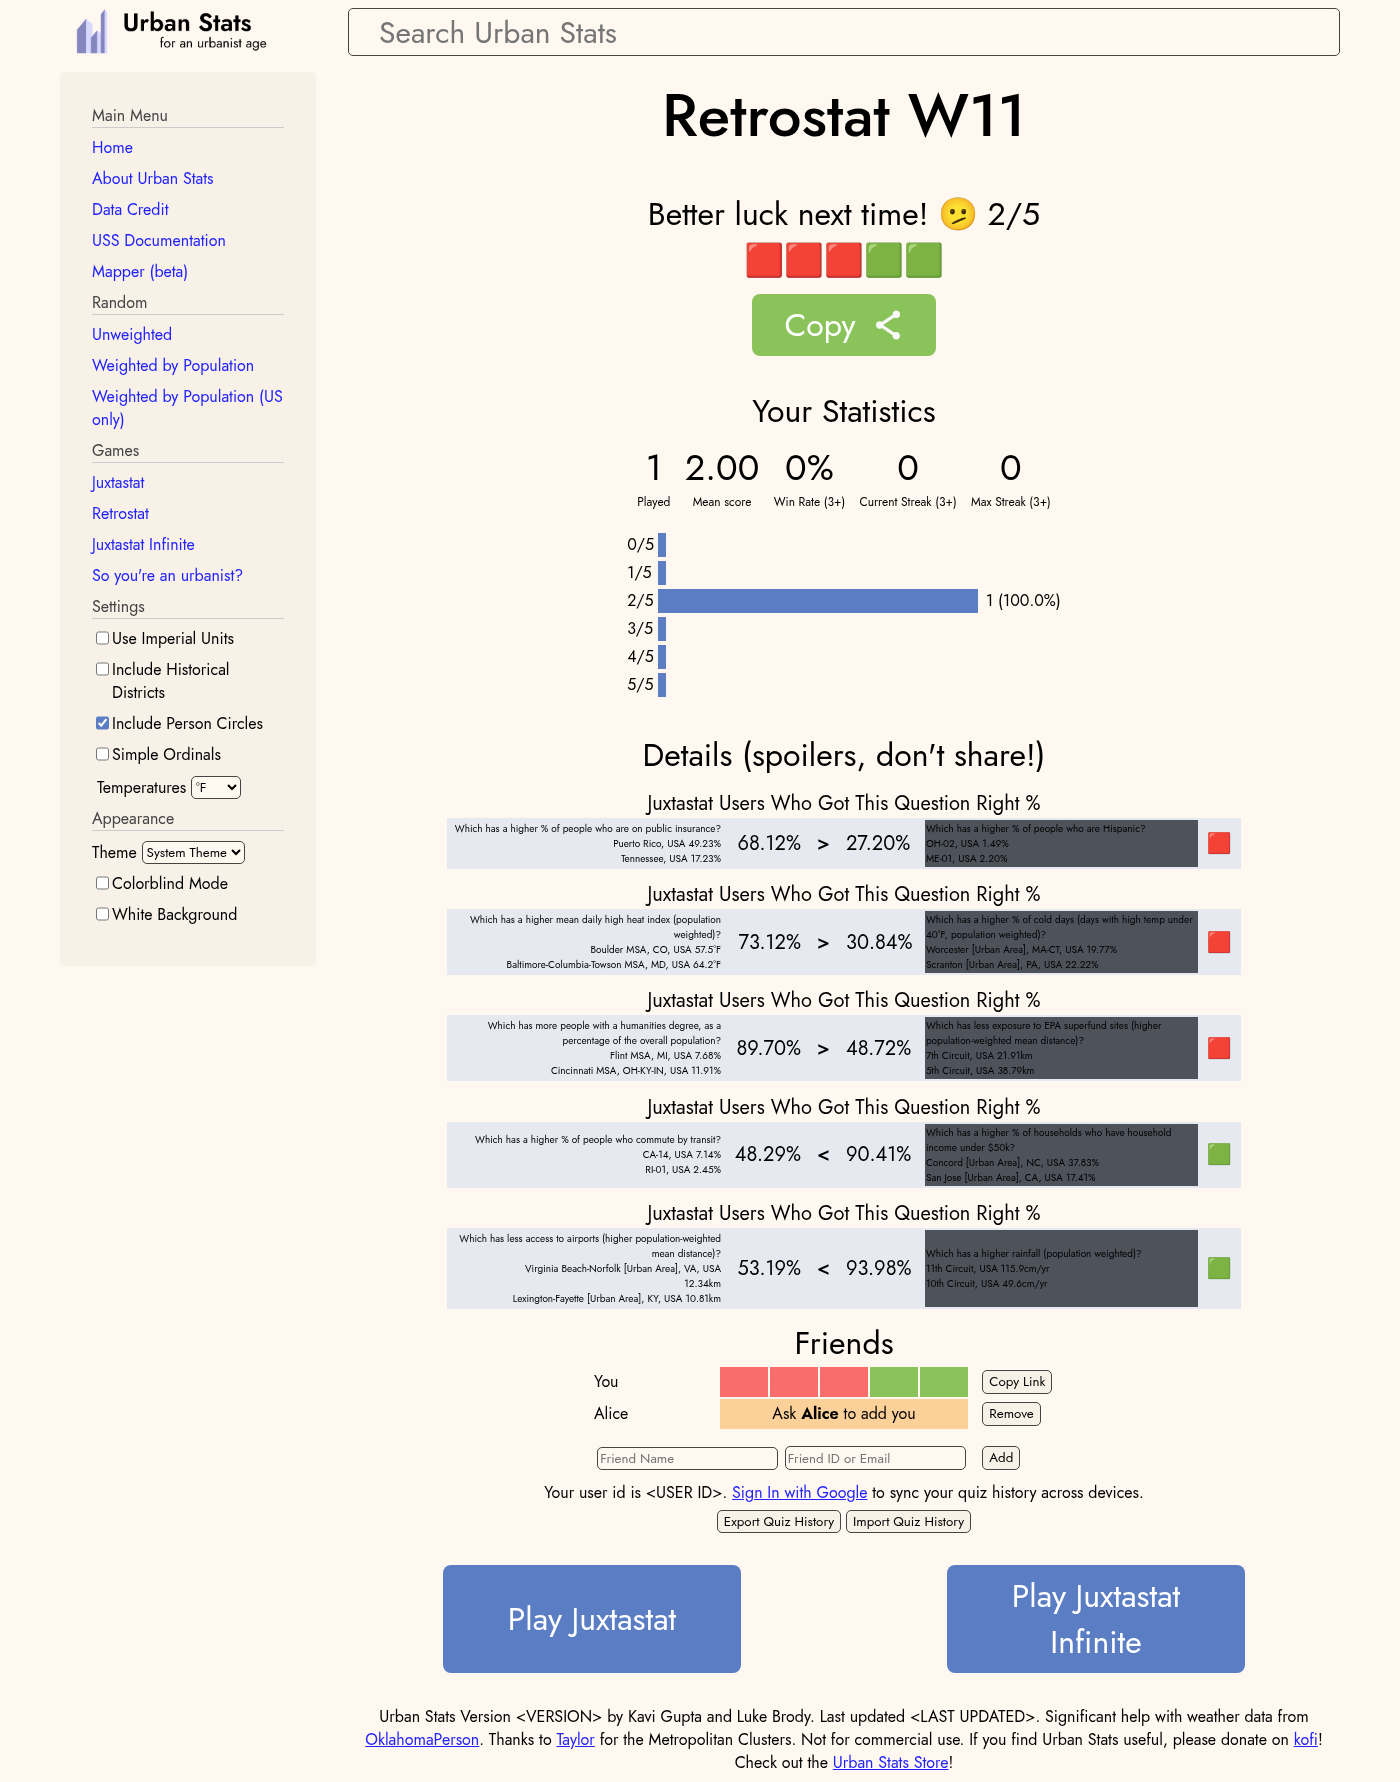 Urban Stats
for an urbanist age
Search Urban Stats
Main Menu
Home
About Urban Stats
Data Credit
USS Documentation
Mapper (beta)
Random
Unweighted
Weighted by Population
Weighted by Population (US
only)
Games
Juxtastat
Retrostat
Juxtastat Infinite
So you're an urbanist?
Settings
Use Imperial Units
Include Historical
Districts
Include Person Circles
Simple Ordinals
Temperatures °F
Appearance
Theme System Theme
Colorblind Mode
White Background
Retrostat W11
Better luck next time! 🫤 2/5
Copy
Your Statistics
1 2.00 0% 0 0
Played Mean score Win Rate (3+) Current Streak (3+) Max Streak (3+)
0/5
1/5
2/5 1 (100.0%)
3/5
4/5
5/5
Details (spoilers, don't share!)
Juxtastat Users Who Got This Question Right %
Which has a higher % of people who are on public insurance?
Puerto Rico, USA 49.23%
Tennessee, USA 17.23%
68.12% > 27.20%
Which has a higher % of people who are Hispanic?
OH-02, USA 1.49%
ME-01, USA 2.20%
Juxtastat Users Who Got This Question Right %
Which has a higher mean daily high heat index (population
weighted)?
Boulder MSA, CO, USA 57.5°F
Baltimore-Columbia-Towson MSA, MD, USA 64.2°F
73.12% > 30.84%
Which has a higher % of cold days (days with high temp under
40°F, population weighted)?
Worcester [Urban Area], MA-CT, USA 19.77%
Scranton [Urban Area], PA, USA 22.22%
Juxtastat Users Who Got This Question Right %
Which has more people with a humanities degree, as a
percentage of the overall population?
Flint MSA, MI, USA 7.68%
Cincinnati MSA, OH-KY-IN, USA 11.91%
89.70% > 48.72%
Which has less exposure to EPA superfund sites (higher
population-weighted mean distance)?
7th Circuit, USA 21.91km
5th Circuit, USA 38.79km
Juxtastat Users Who Got This Question Right %
Which has a higher % of people who commute by transit?
CA-14, USA 7.14%
RI-01, USA 2.45%
48.29% < 90.41%
Which has a higher % of households who have household
income under $50k?
Concord [Urban Area], NC, USA 37.83%
San Jose [Urban Area], CA, USA 17.41%
Juxtastat Users Who Got This Question Right %
Which has less access to airports (higher population-weighted
mean distance)?
Virginia Beach-Norfolk [Urban Area], VA, USA
12.34km
Lexington-Fayette [Urban Area], KY, USA 10.81km
53.19% < 93.98%
Which has a higher rainfall (population weighted)?
11th Circuit, USA 115.9cm/yr
10th Circuit, USA 49.6cm/yr
Friends
You Copy Link
Alice Ask Alice to add you Remove
Friend Name Friend ID or Email Add
Your user id is <USER ID>. Sign In with Google to sync your quiz history across devices.
Export Quiz History Import Quiz History
Play Juxtastat
Play Juxtastat
Infinite
Urban Stats Version <VERSION> by Kavi Gupta and Luke Brody. Last updated <LAST UPDATED>. Significant help with weather data from
OklahomaPerson. Thanks to Taylor for the Metropolitan Clusters. Not for commercial use. If you find Urban Stats useful, please donate on kofi!
Check out the Urban Stats Store!